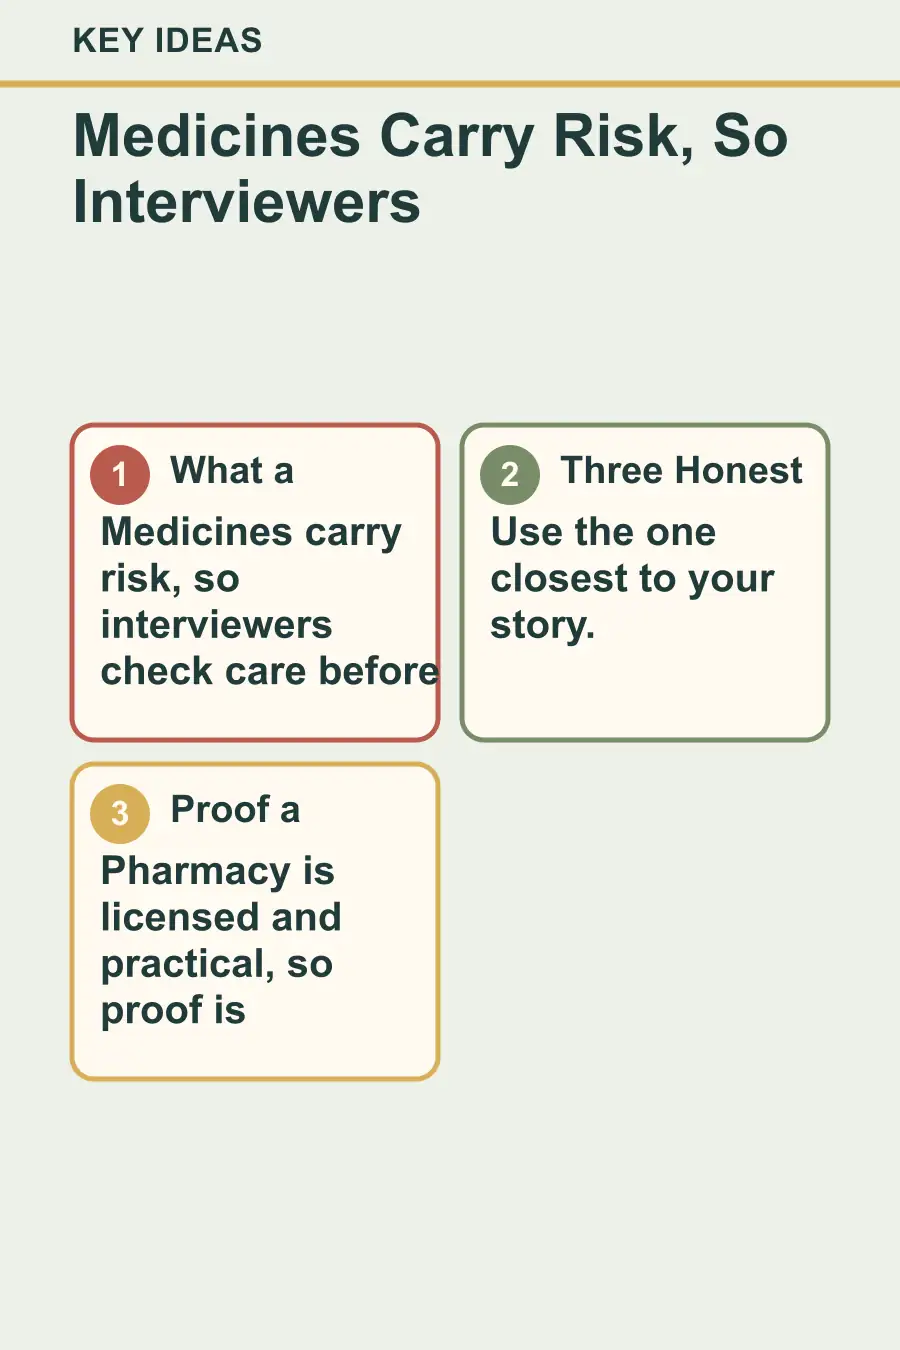 KEY IDEAS
Medicines Carry Risk, So
Interviewers
1 What a
Medicines carry
risk, so
interviewers
check care before
2 Three Honest
Use the one
closest to your
story.
3 Proof a
Pharmacy is
licensed and
practical, so
proof is